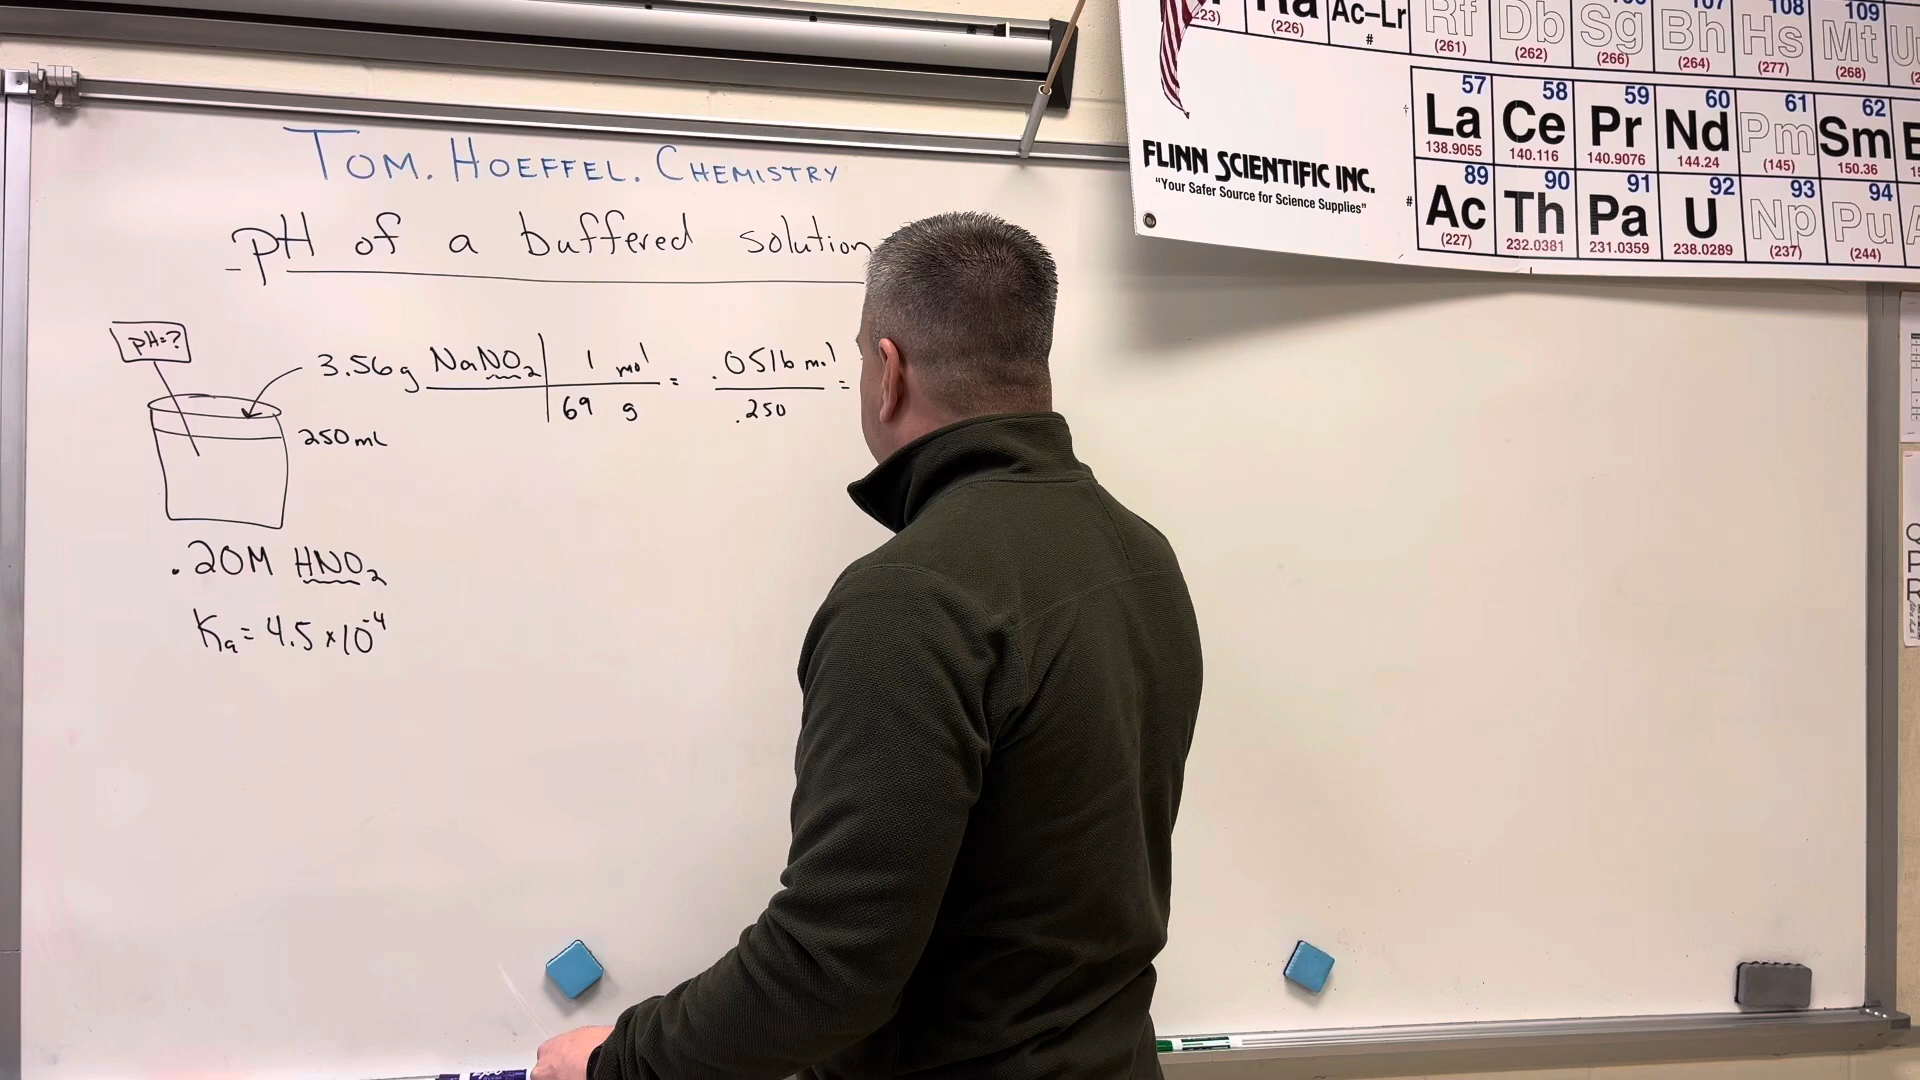 TOM. HOEFFEL. CHEMISTRY
-pH of a buffered solution
pH=?
3.56g NaNO₂ | 1 mol = .0516 mol =
69 g .250
250 mL
.20M HNO₂
Ka = 4.5 × 10⁻⁴
(226) Ac–Lr # Rf (261) Db (262) Sg (266) 107 Bh (264) 108 Hs (277) 109 Mt (268)
57 La 138.9055 58 Ce 140.116 59 Pr 140.9076 60 Nd 144.24 61 Pm (145) 62 Sm 150.36
FLINN SCIENTIFIC INC.
“Your Safer Source for Science Supplies”
# 89 Ac (227) 90 Th 232.0381 91 Pa 231.0359 92 U 238.0289 93 Np (237) 94 Pu (244)